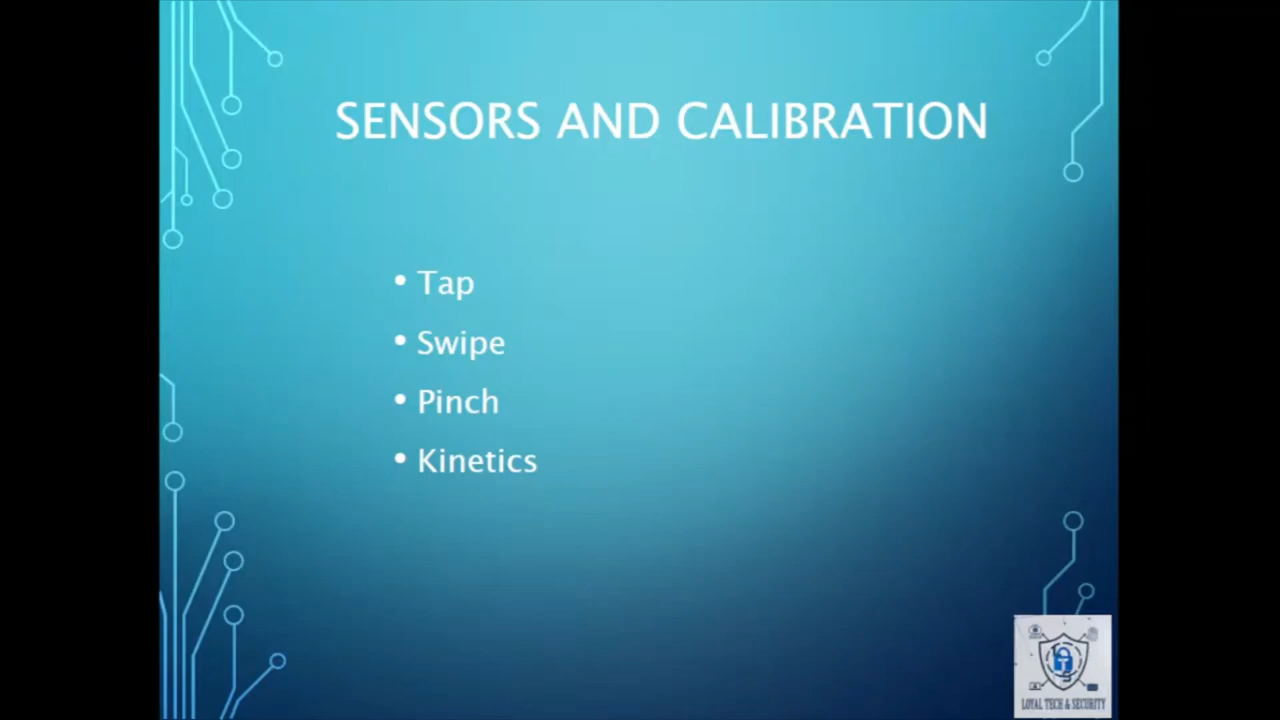 SENSORS AND CALIBRATION
• Tap
• Swipe
• Pinch
• Kinetics
LOYAL TECH & SECURITY